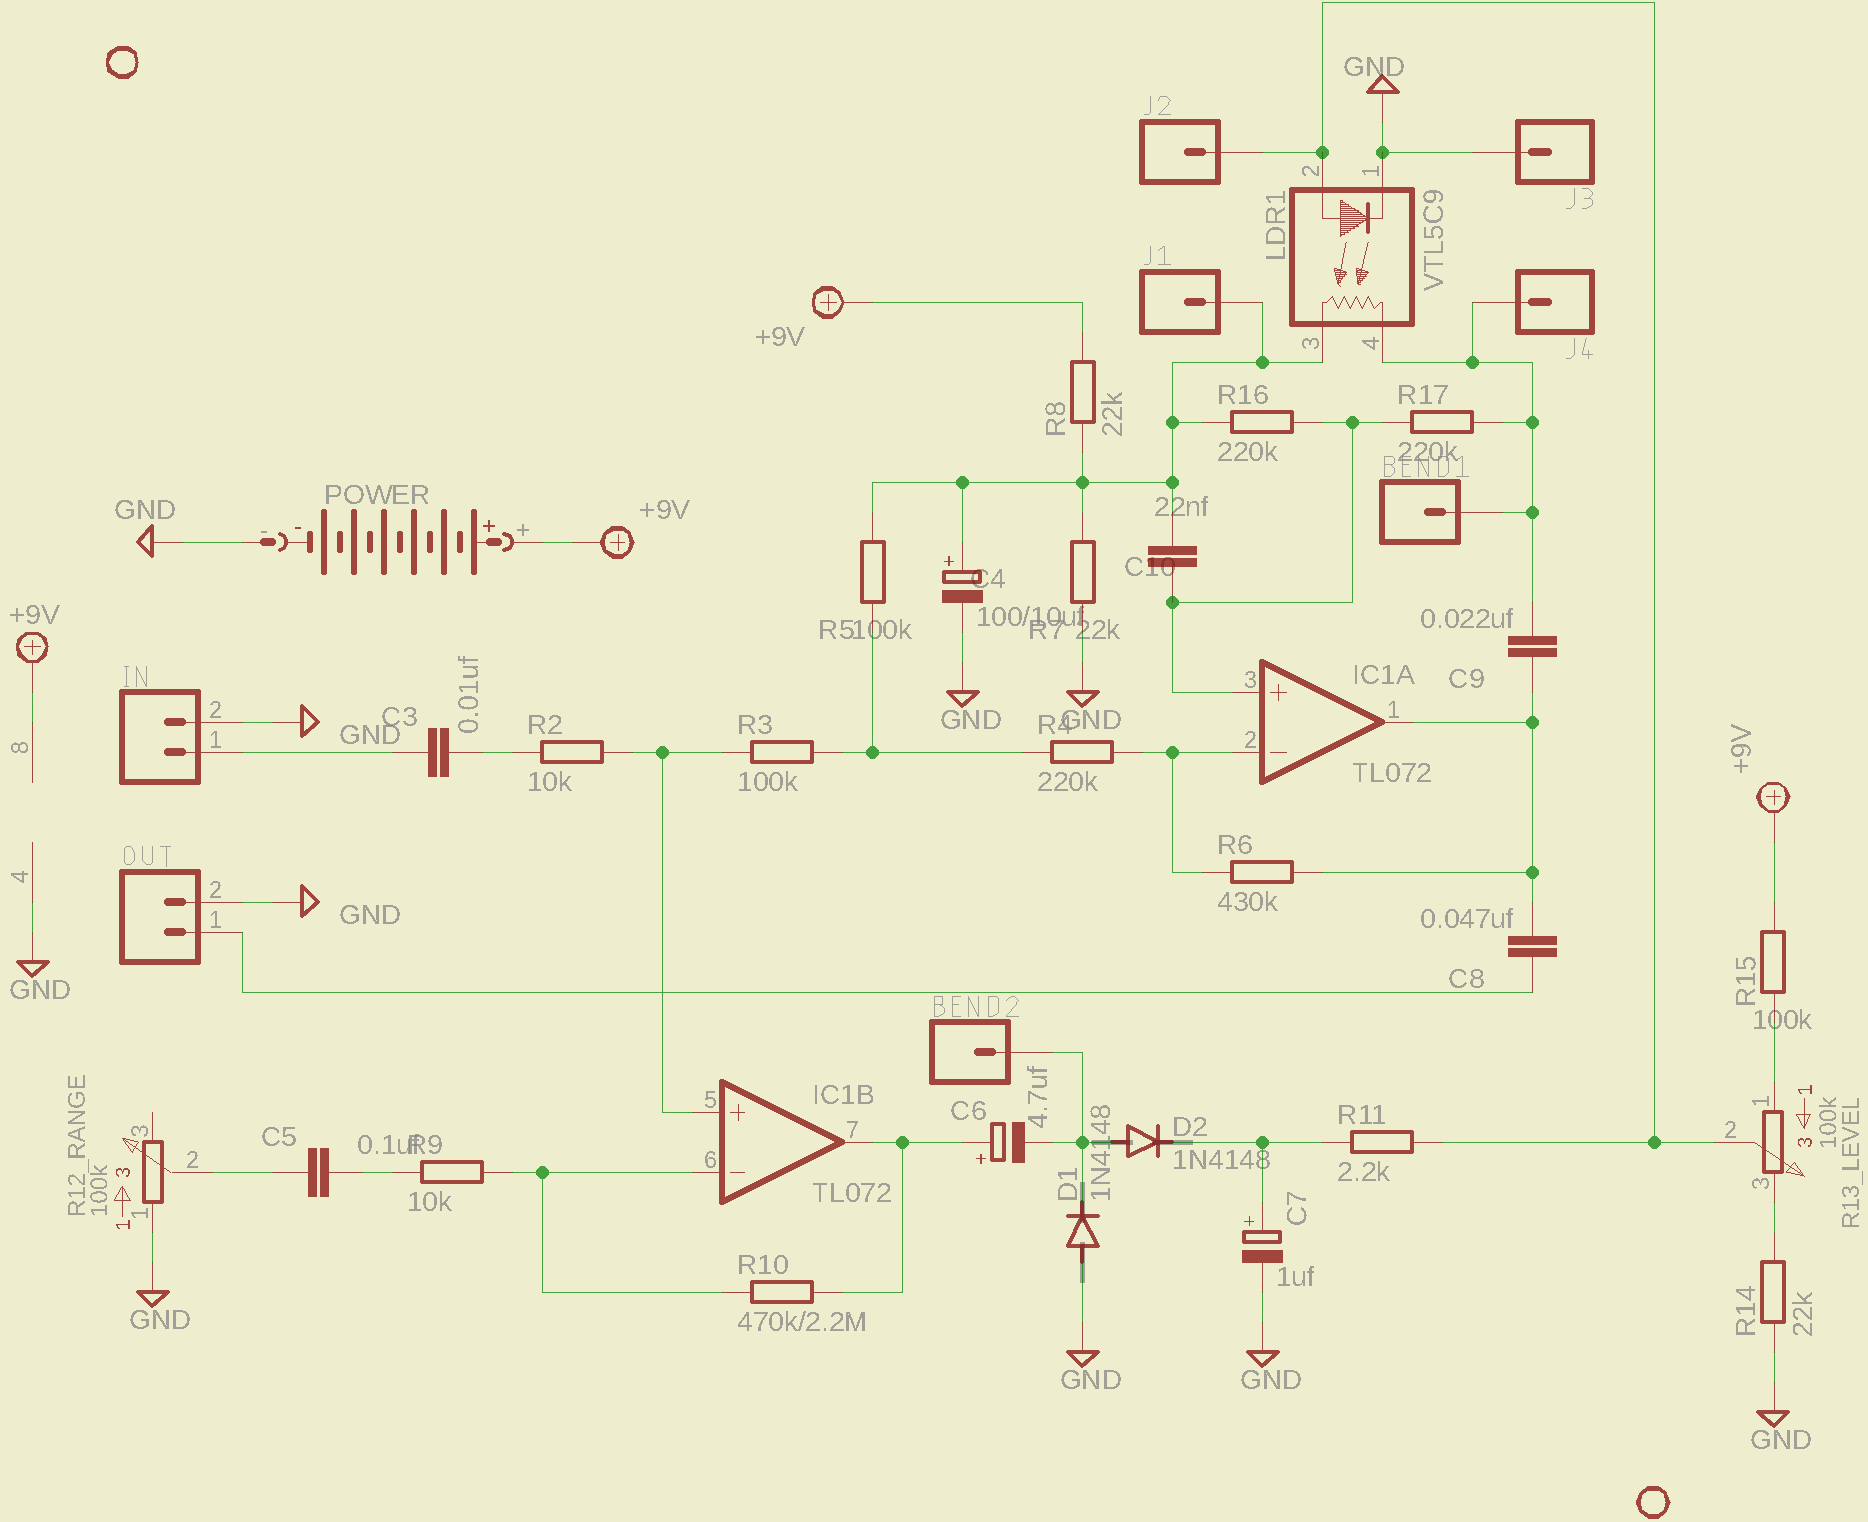 GND
J2
2
1
J3
LDR1
VTL5C9
J1
J4
3
4
+9V
R8
22k
R16
220k
R17
220k
BEND1
POWER
GND
- -
+ +
+9V
22nf
C10
+
C4
100/10uf
R5
100k
R7
22k
GND
GND
+9V
8
4
GND
IN
2
1
GND
C3
0.01uf
R2
10k
R3
100k
R4
220k
3
2
1
IC1A
TL072
0.022uf
C9
R6
430k
0.047uf
C8
OUT
2
1
GND
+9V
R15
100k
BEND2
C6
4.7uf
+
R12_RANGE
100k
3
2
1
1
3
GND
C5
0.1uf
R9
10k
5
6
7
IC1B
TL072
R10
470k/2.2M
D1
1N4148
D2
1N4148
GND
C7
+
1uf
GND
R11
2.2k
2
1
3
1
3
100k
R13_LEVEL
R14
22k
GND